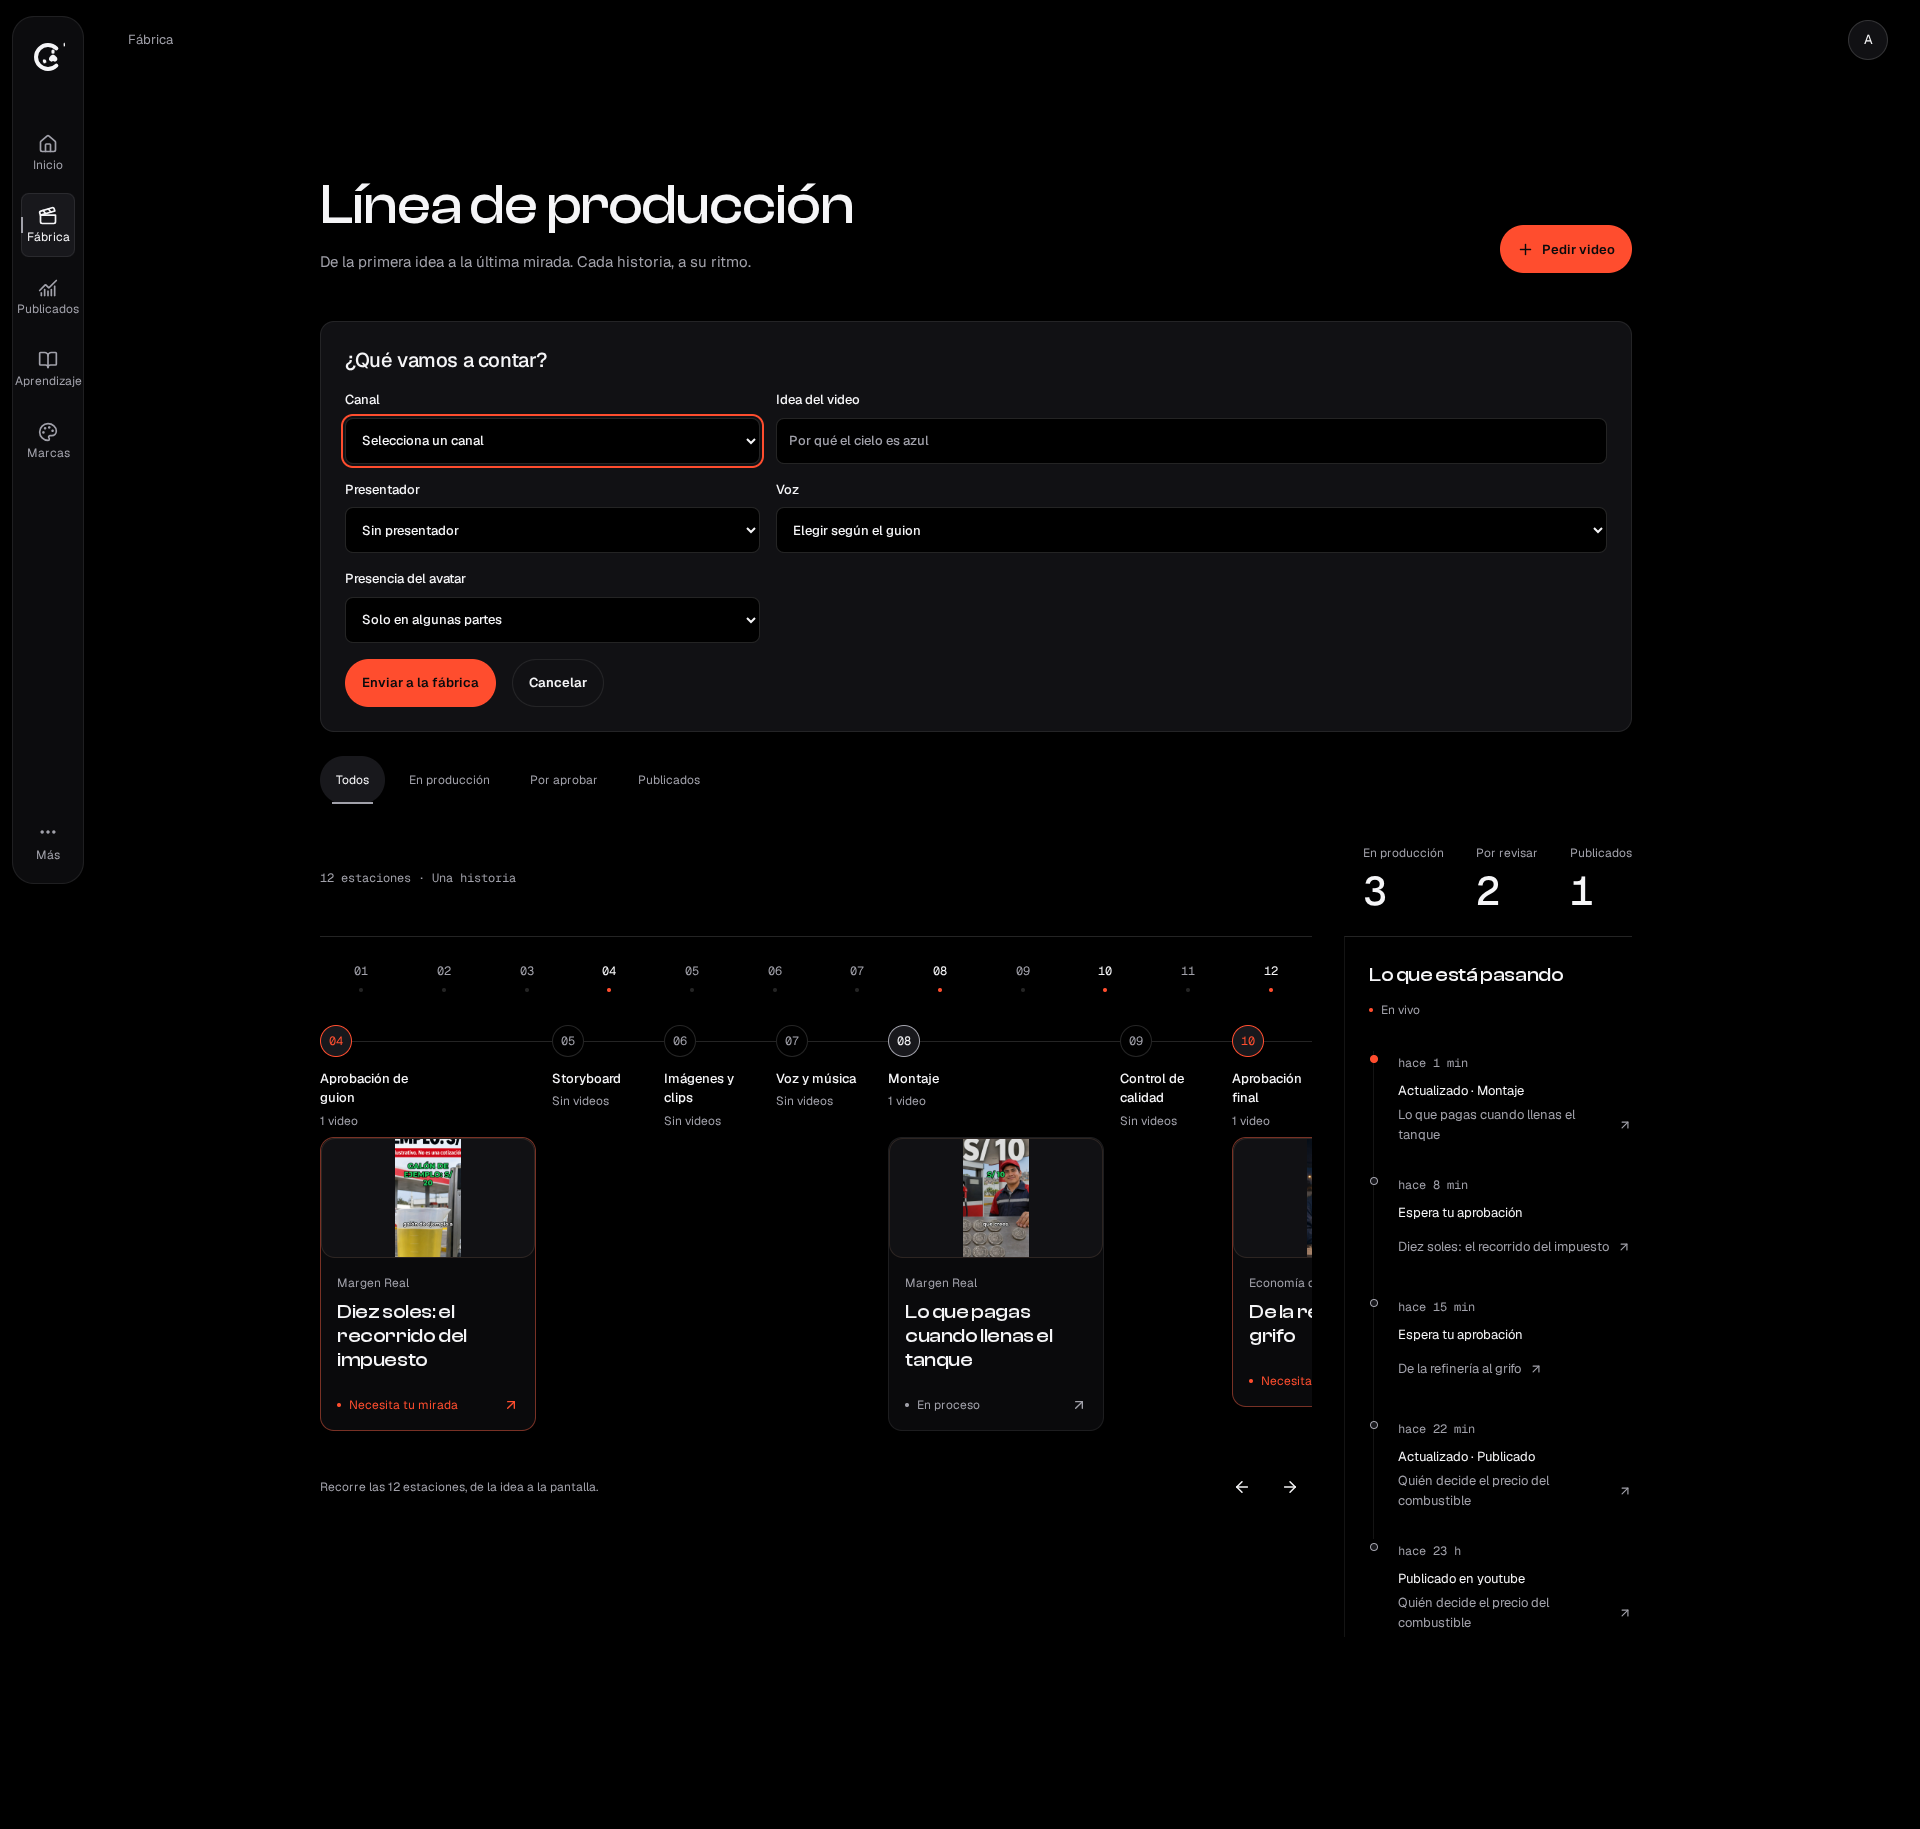 Fábrica
A
Inicio
Fábrica
Publicados
Aprendizaje
Marcas
Más
Línea de producción
De la primera idea a la última mirada. Cada historia, a su ritmo.
Pedir video
¿Qué vamos a contar?
Canal
Idea del video
Selecciona un canal
Por qué el cielo es azul
Presentador
Voz
Sin presentador
Elegir según el guion
Presencia del avatar
Solo en algunas partes
Enviar a la fábrica
Cancelar
Todos
En producción
Por aprobar
Publicados
12 estaciones · Una historia
En producción
Por revisar
Publicados
3
2
1
01 02 03 04 05 06 07 08 09 10 11 12
04
Aprobación de
guion
1 video
05
Storyboard
Sin videos
06
Imágenes y
clips
Sin videos
07
Voz y música
Sin videos
08
Montaje
1 video
09
Control de
calidad
Sin videos
10
Aprobación
final
1 video
GALÓN DE
EJEMPLO: S/
20
Margen Real
Diez soles: el
recorrido del
impuesto
Necesita tu mirada
S/ 10
S/ 10
Margen Real
Lo que pagas
cuando llenas el
tanque
En proceso
Economía
De la re
grifo
Necesita
Recorre las 12 estaciones, de la idea a la pantalla.
Lo que está pasando
En vivo
hace 1 min
Actualizado · Montaje
Lo que pagas cuando llenas el
tanque
hace 8 min
Espera tu aprobación
Diez soles: el recorrido del impuesto
hace 15 min
Espera tu aprobación
De la refinería al grifo
hace 22 min
Actualizado · Publicado
Quién decide el precio del
combustible
hace 23 h
Publicado en youtube
Quién decide el precio del
combustible